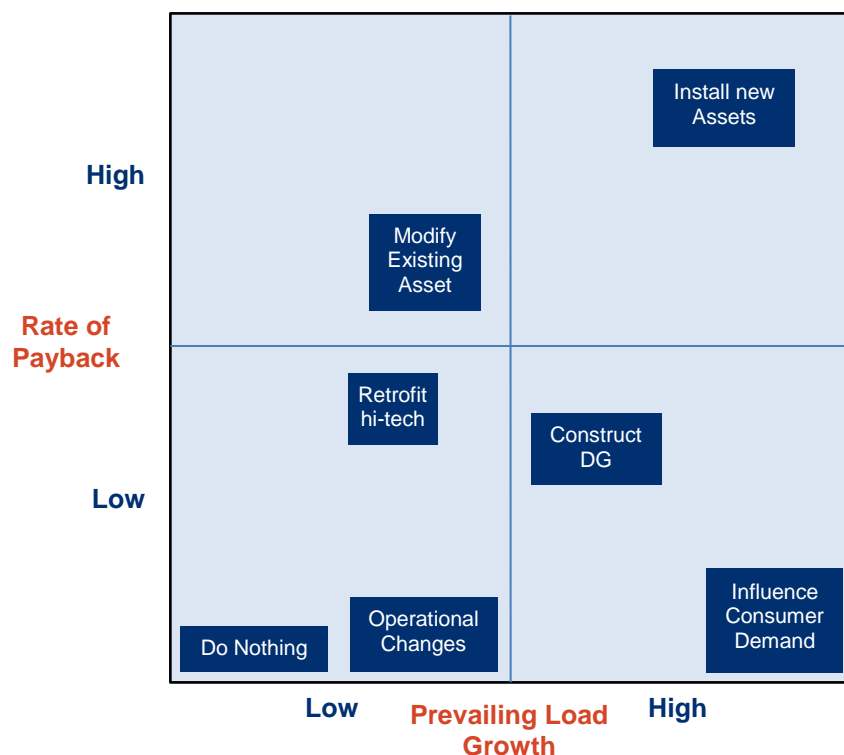 Install new
Assets
High
Modify
Existing
Asset
Rate of
Payback
Retrofit
hi-tech
Construct
DG
Low
Influence
Consumer
Demand
Operational
Changes
Do Nothing
Low
Prevailing Load
Growth
High